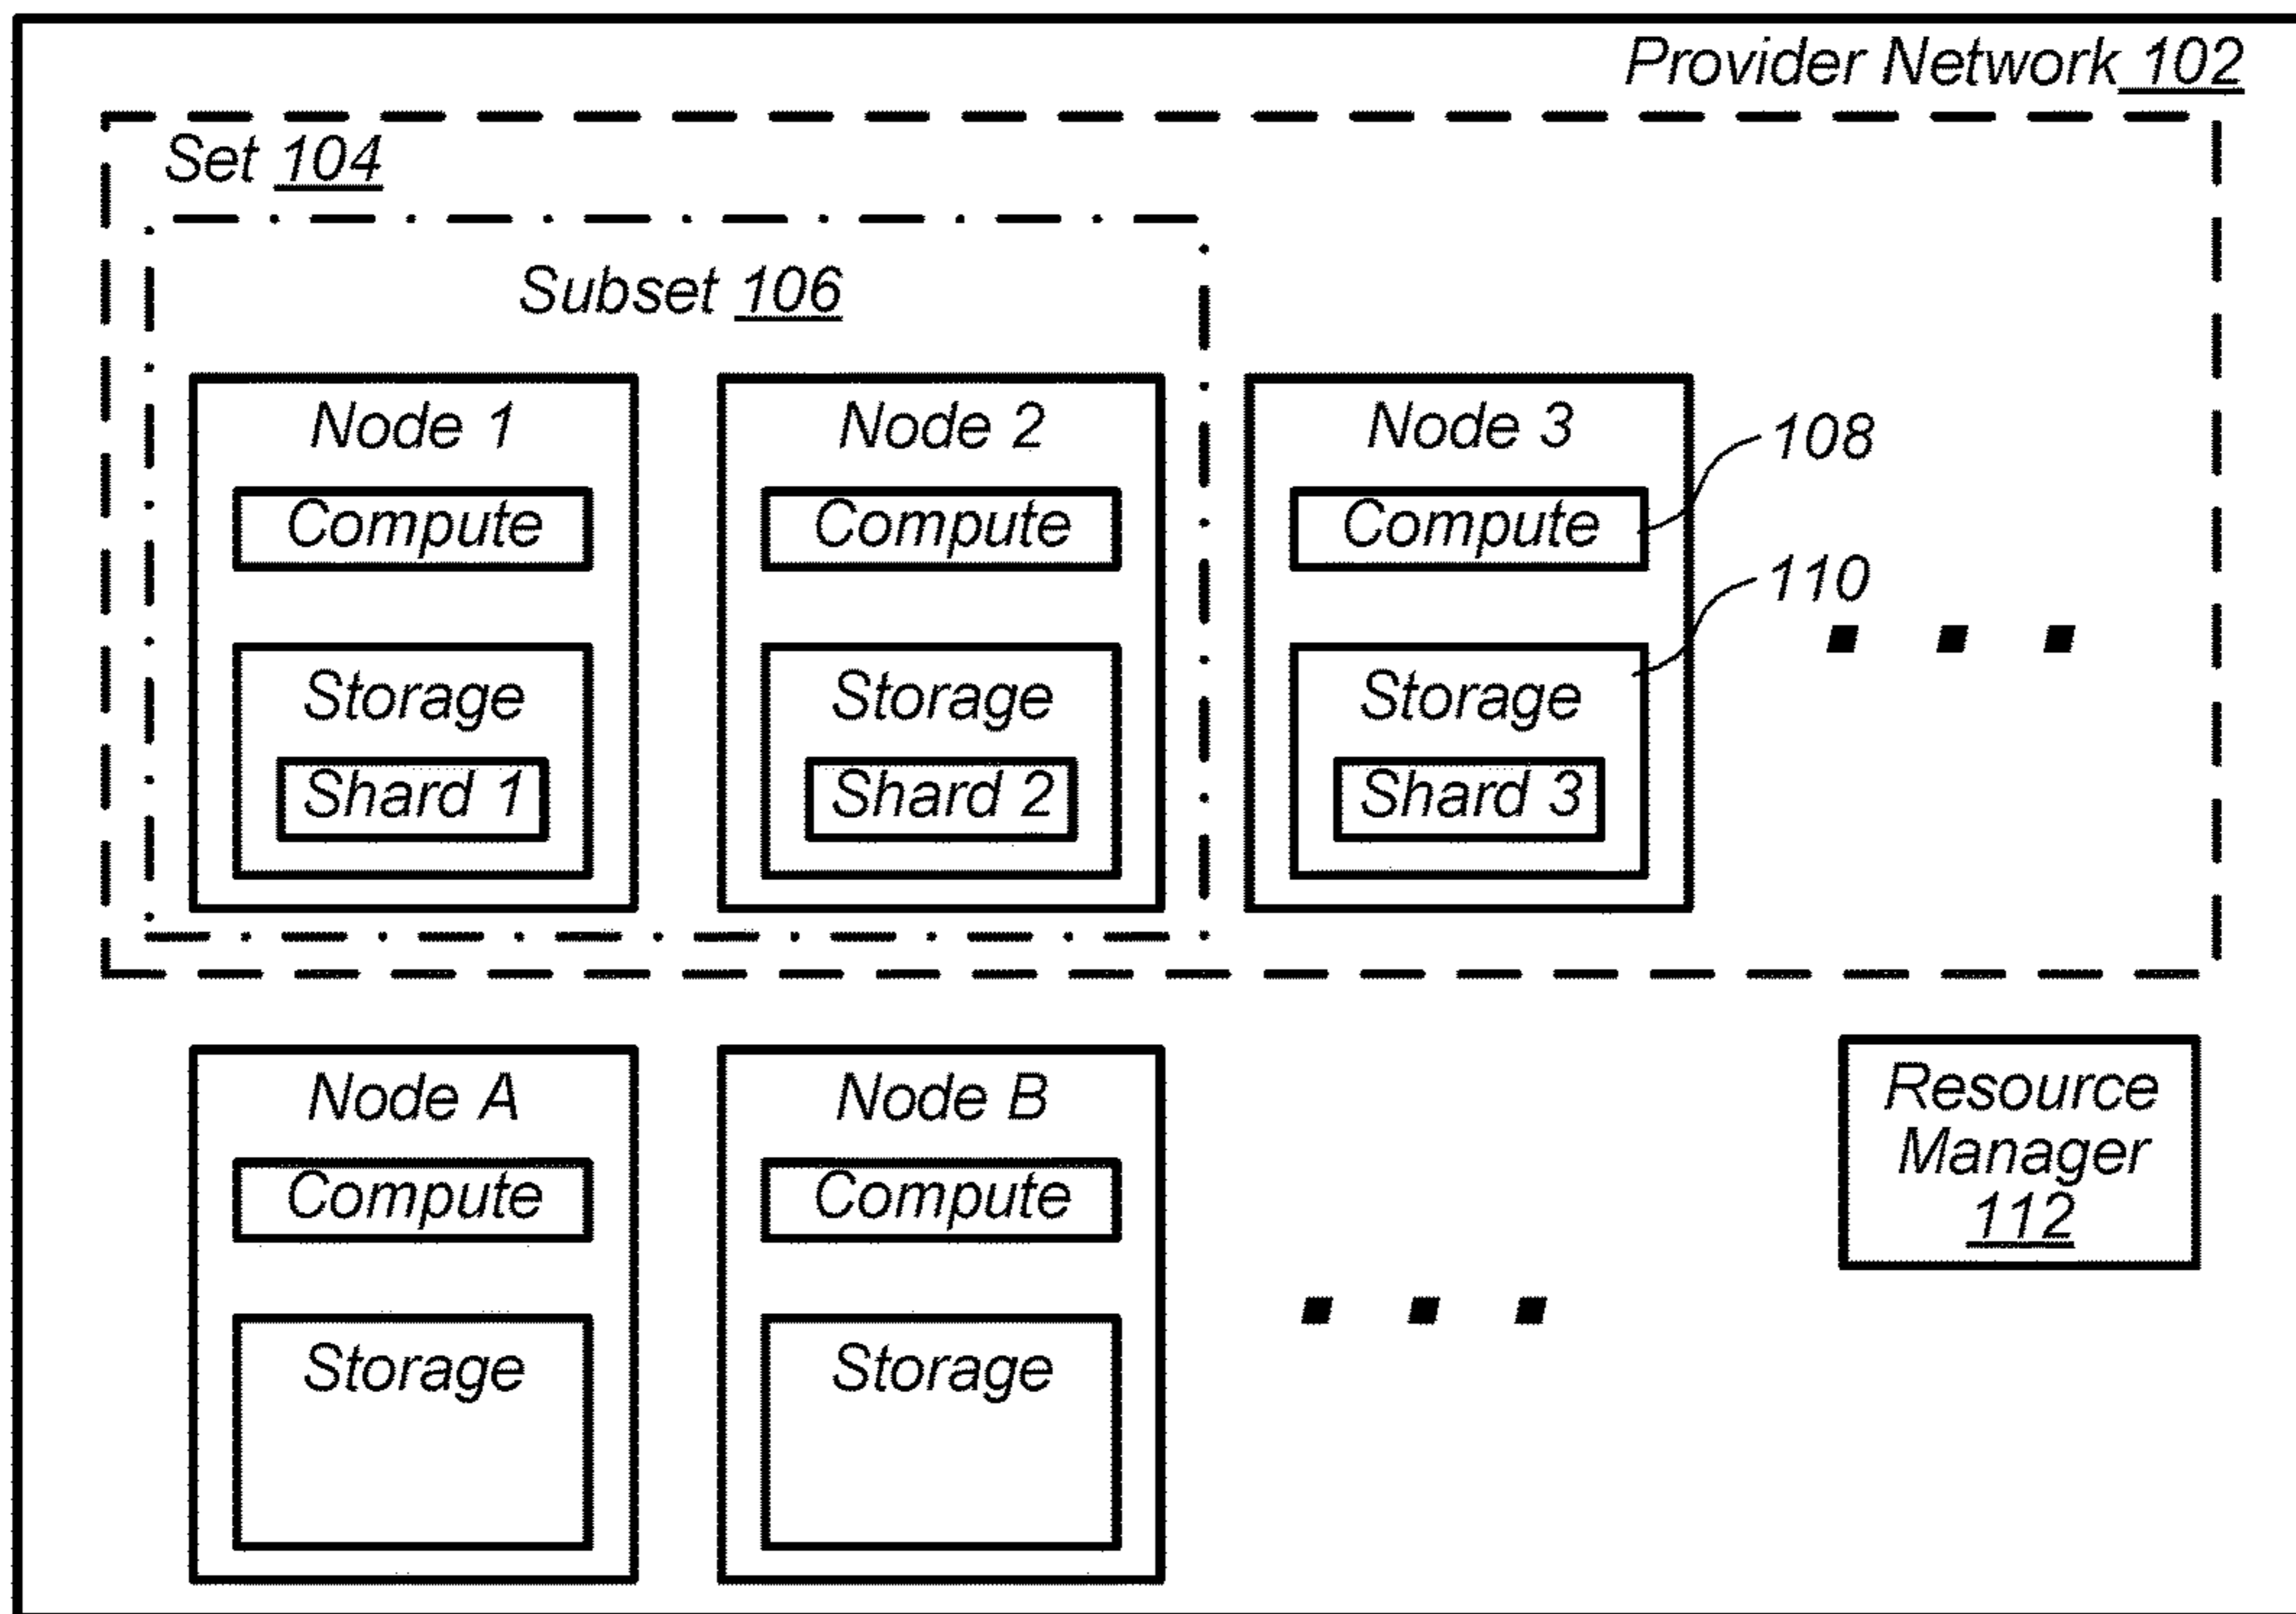 Provider Network 102
Set 104
Subset 106
Node 1
Compute
Storage
Shard 1
Node 2
Compute
Storage
Shard 2
Node 3
Compute
Storage
Shard 3
108
110
Node A
Compute
Storage
Node B
Compute
Storage
Resource
Manager
112